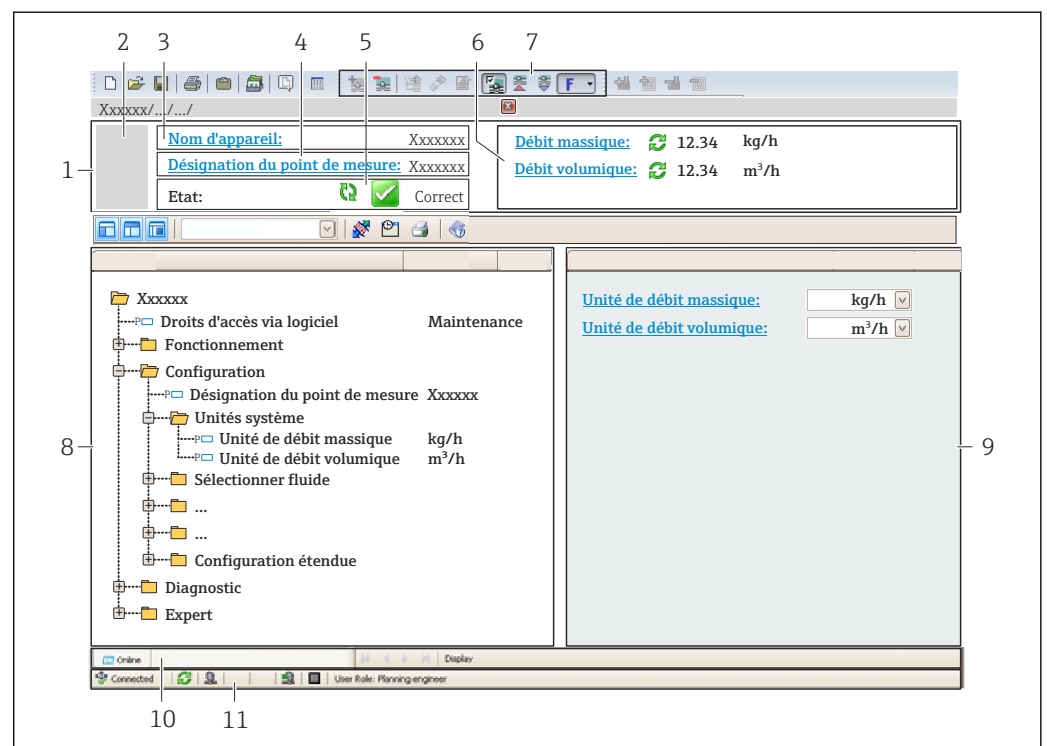 2 3 4 5 6 7
F
Xxxxxx/.../.../
1
Nom d'appareil: Xxxxxxx
Désignation du point de mesure: Xxxxxxx
Etat: Correct
Débit massique: 12.34 kg/h
Débit volumique: 12.34 m³/h
Xxxxxx
P Droits d'accès via logiciel Maintenance
Fonctionnement
Configuration
P Désignation du point de mesure Xxxxxx
Unités système
P Unité de débit massique kg/h
P Unité de débit volumique m³/h
Sélectionner fluide
...
...
Configuration étendue
Diagnostic
Expert
8
Unité de débit massique: kg/h
Unité de débit volumique: m³/h
9
Online Display
Connected User Role: Planning engineer
10 11